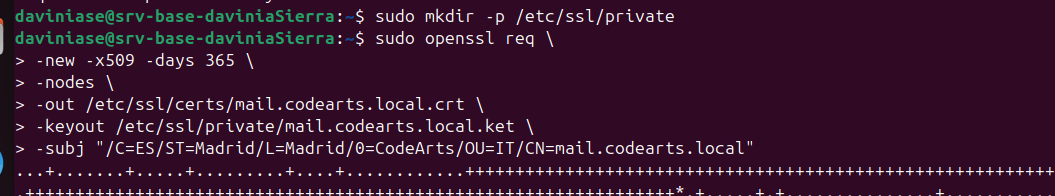 daviniase@srv-base-daviniaSierra:~$ sudo mkdir -p /etc/ssl/private
daviniase@srv-base-daviniaSierra:~$ sudo openssl req \
> -new -x509 -days 365 \
> -nodes \
> -out /etc/ssl/certs/mail.codearts.local.crt \
> -keyout /etc/ssl/private/mail.codearts.local.ket \
> -subj "/C=ES/ST=Madrid/L=Madrid/0=CodeArts/OU=IT/CN=mail.codearts.local"